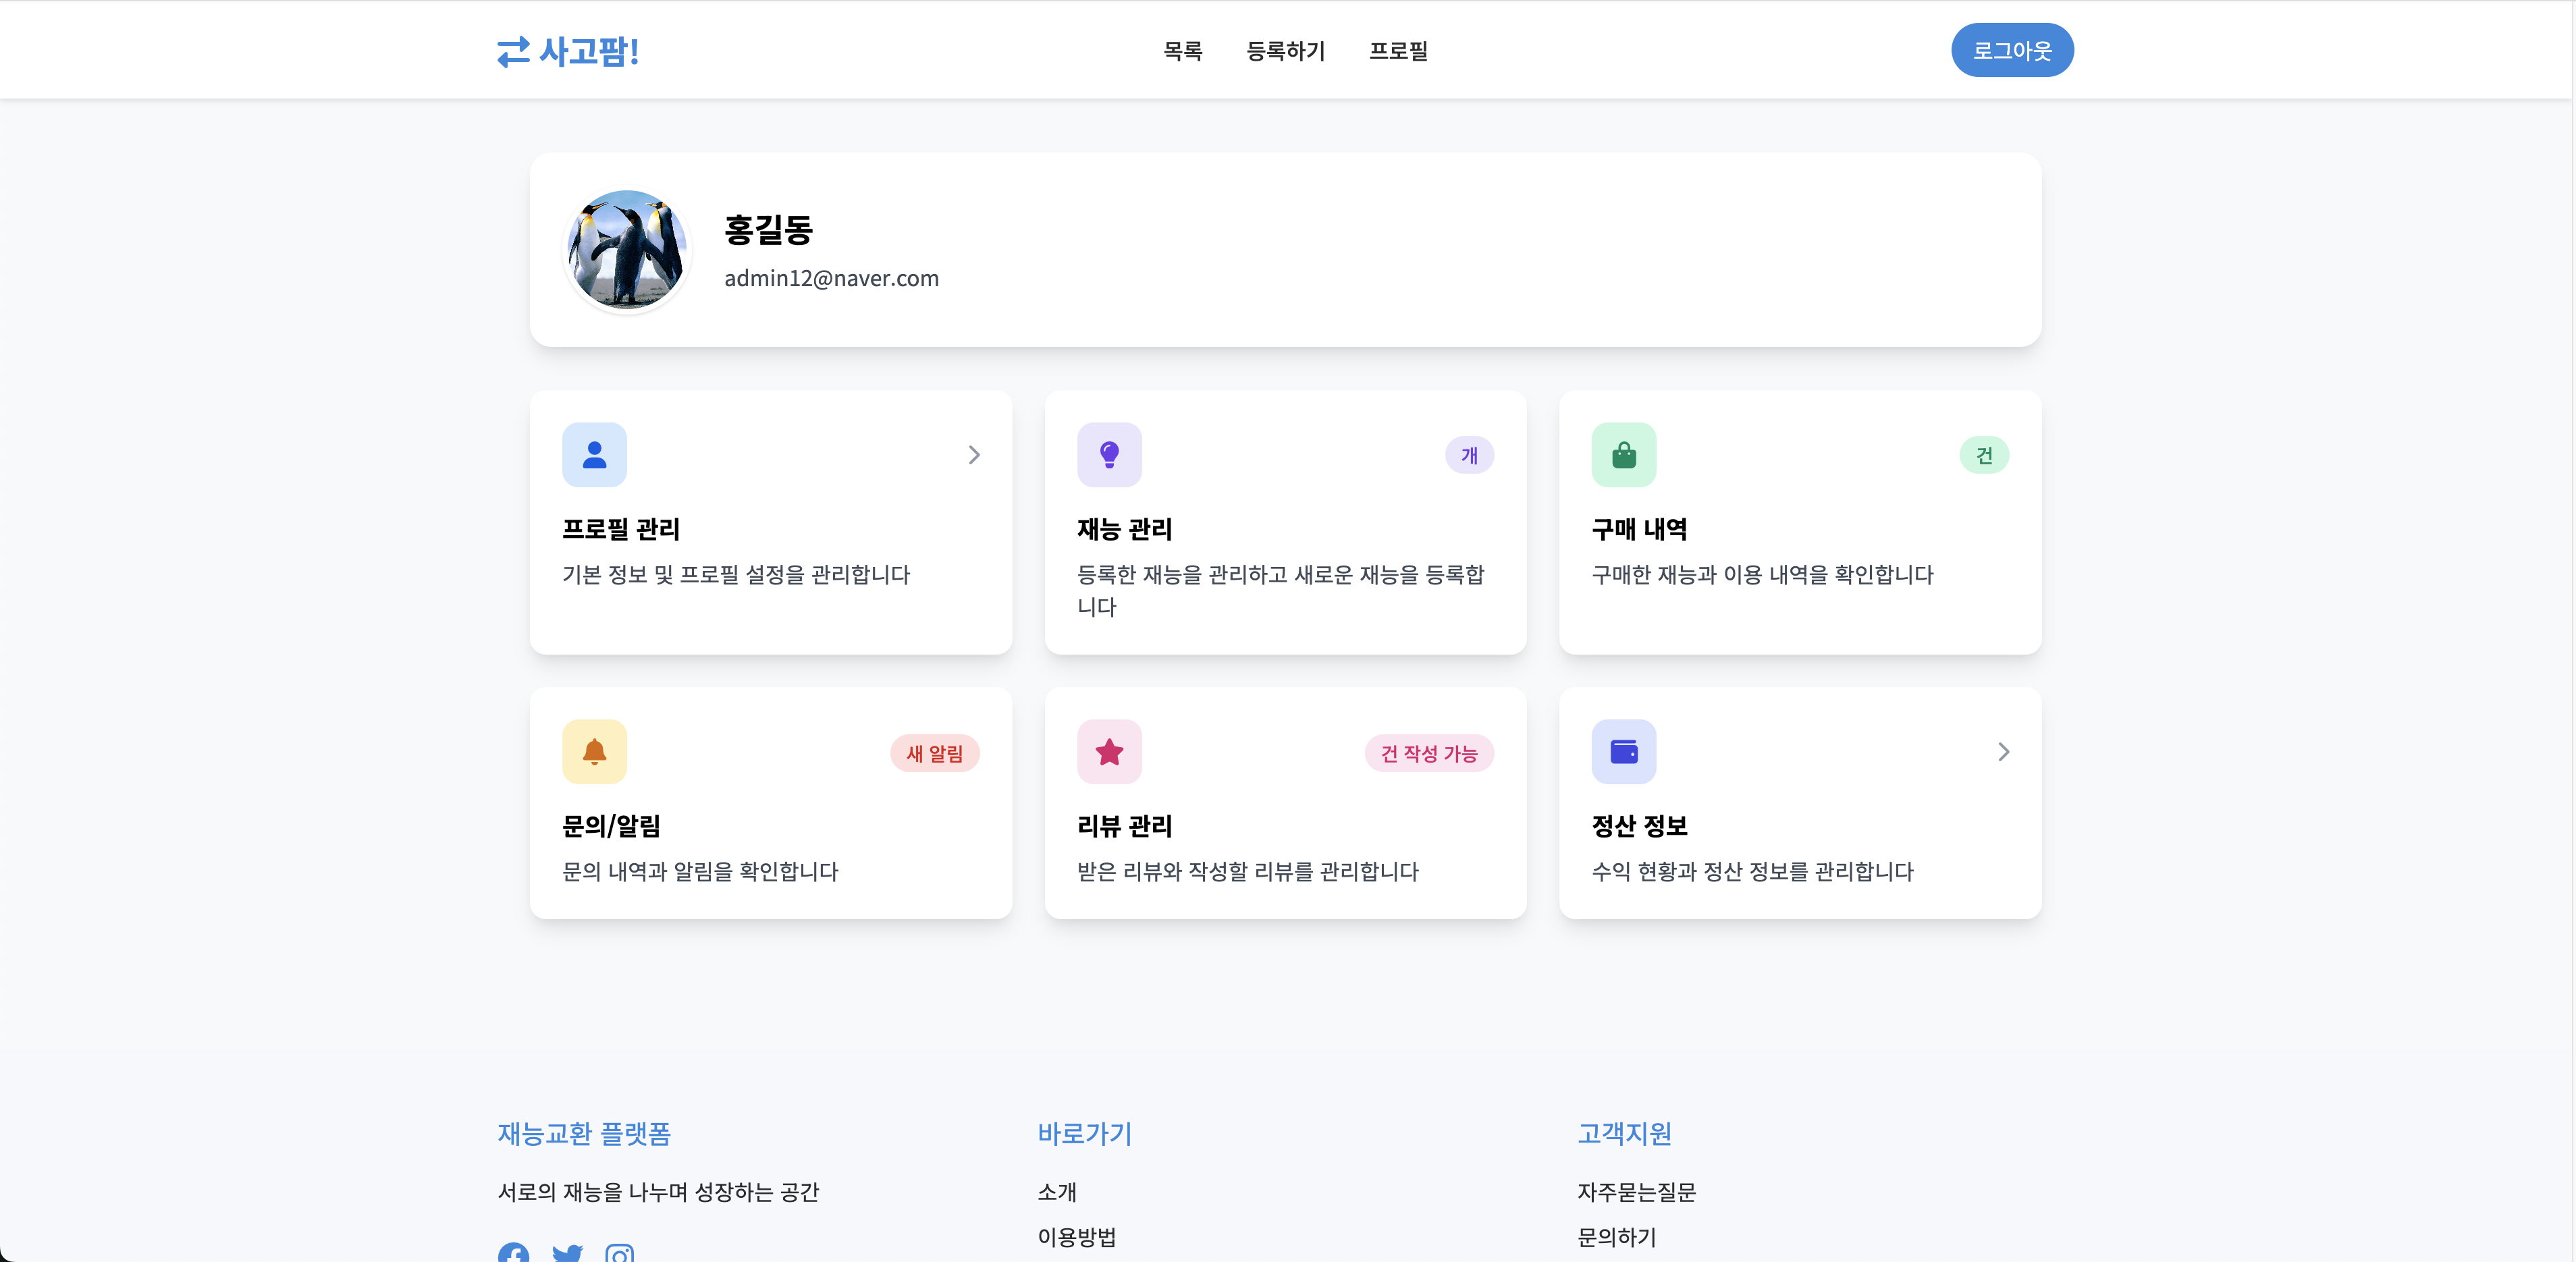 사고팜!
목록 등록하기 프로필
로그아웃
홍길동
admin12@naver.com
프로필 관리
기본 정보 및 프로필 설정을 관리합니다
개
재능 관리
등록한 재능을 관리하고 새로운 재능을 등록합
니다
건
구매 내역
구매한 재능과 이용 내역을 확인합니다
새 알림
문의/알림
문의 내역과 알림을 확인합니다
건 작성 가능
리뷰 관리
받은 리뷰와 작성할 리뷰를 관리합니다
정산 정보
수익 현황과 정산 정보를 관리합니다
재능교환 플랫폼
서로의 재능을 나누며 성장하는 공간
바로가기
소개
이용방법
고객지원
자주묻는질문
문의하기